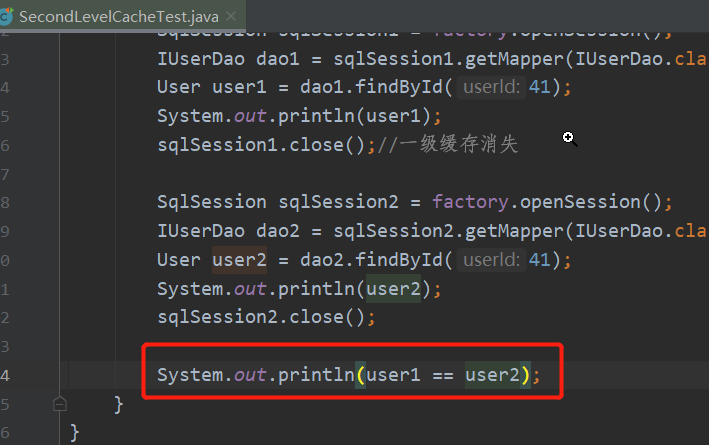 SecondLevelCacheTest.java
2 SqlSession sqlSession1 = factory.openSession();
3 IUserDao dao1 = sqlSession1.getMapper(IUserDao.cla
4 User user1 = dao1.findById( userId: 41);
5 System.out.println(user1);
6 sqlSession1.close();//一级缓存消失
8 SqlSession sqlSession2 = factory.openSession();
9 IUserDao dao2 = sqlSession2.getMapper(IUserDao.cla
0 User user2 = dao2.findById( userId: 41);
1 System.out.println(user2);
2 sqlSession2.close();
3
4 System.out.println(user1 == user2);
5 }
6 }